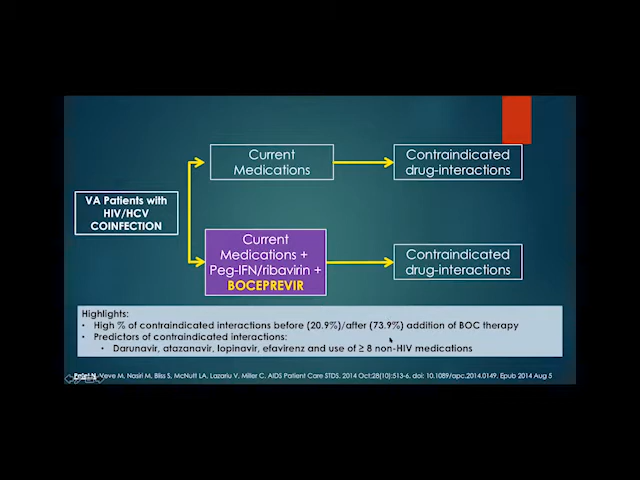 Current
Medications
Contraindicated
drug-interactions
VA Patients with
HIV/HCV
COINFECTION
Current
Medications +
Peg-IFN/ribavirin +
BOCEPREVIR
Contraindicated
drug-interactions
Highlights:
• High % of contraindicated interactions before (20.9%)/after (73.9%) addition of BOC therapy
• Predictors of contraindicated interactions:
• Darunavir, atazanavir, lopinavir, efavirenz and use of ≥ 8 non-HIV medications
Patel N, Veve M, Nasiri M, Bliss S, McNutt LA, Lazariu V, Miller C. AIDS Patient Care STDS. 2014 Oct;28(10):513-6. doi: 10.1089/apc.2014.0149. Epub 2014 Aug 5